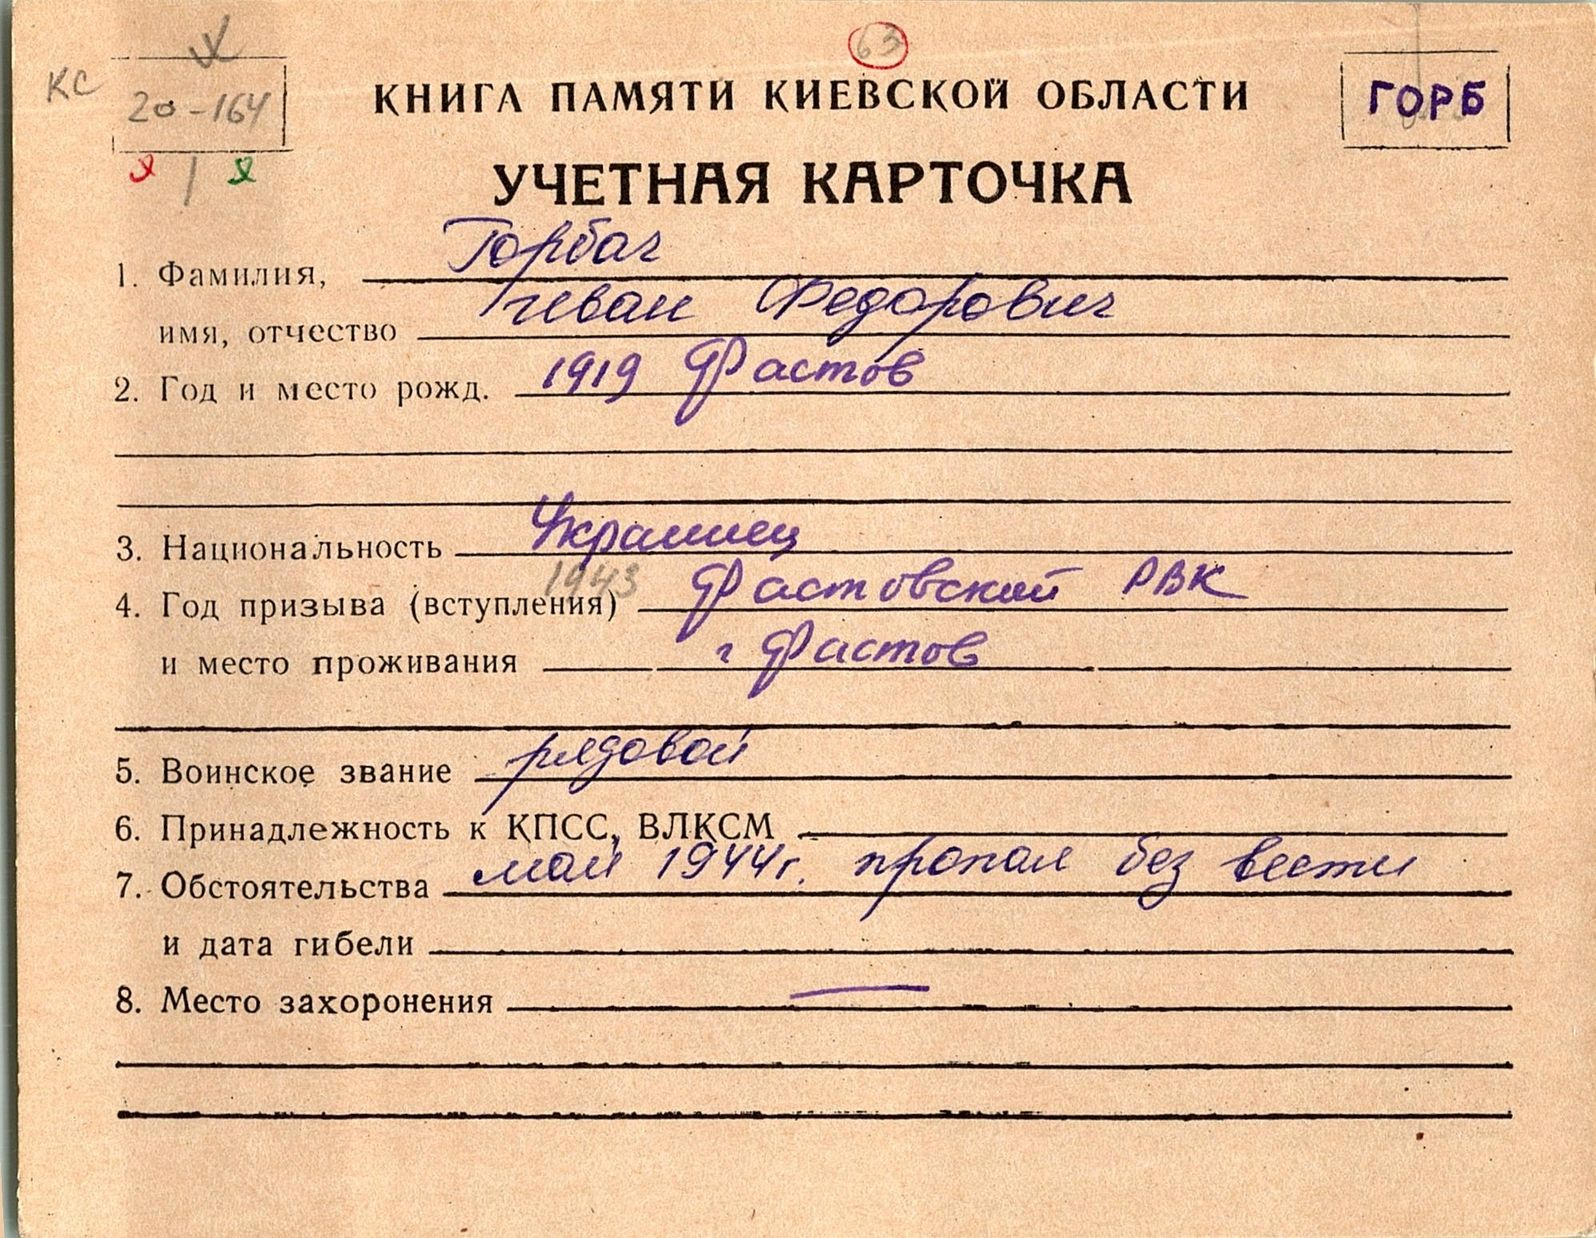 63
КС
20-164
КНИГА ПАМЯТИ КИЕВСКОЙ ОБЛАСТИ
ГОРБ
УЧЕТНАЯ КАРТОЧКА
1. Фамилия, Горбач
имя, отчество Иван Федорович
2. Год и место рожд. 1919 Фастов
3. Национальность Украинец
4. Год призыва (вступления) 1943 Фастовский РВК
и место проживания г Фастов
5. Воинское звание рядовой
6. Принадлежность к КПСС, ВЛКСМ
7. Обстоятельства май 1944г. пропал без вести
и дата гибели
8. Место захоронения —